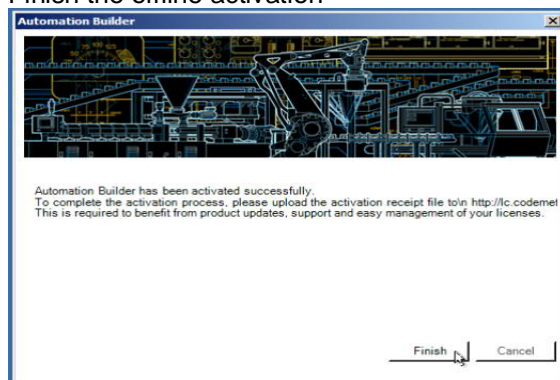 Finish the offline activation
Automation Builder
Automation Builder has been activated successfully.
To complete the activation process, please upload the activation receipt file to\n http://lc.codemet
This is required to benefit from product updates, support and easy management of your licenses.
Finish Cancel